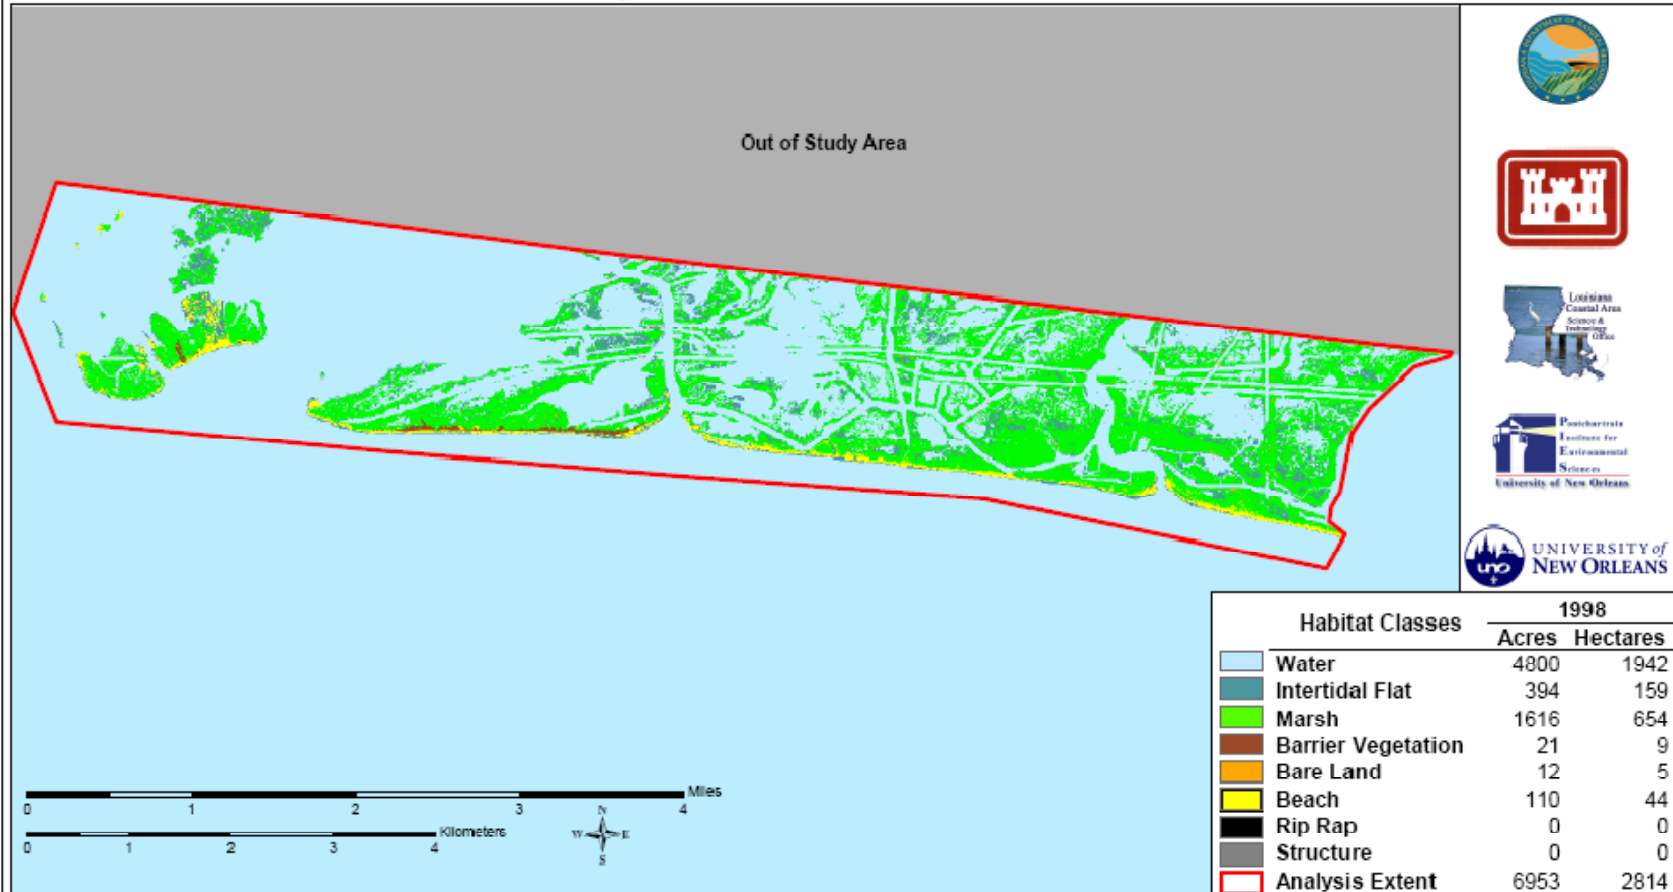 Out of Study Area
Louisiana
Coastal Area
Science &
Technology
Office
Pontchartrain
Institute for
Environmental
Sciences
University of New Orleans
uno
UNIVERSITY of
NEW ORLEANS
Habitat Classes 1998
Acres Hectares
Water 4800 1942
Intertidal Flat 394 159
Marsh 1616 654
Barrier Vegetation 21 9
Bare Land 12 5
Beach 110 44
Rip Rap 0 0
Structure 0 0
Analysis Extent 6953 2814
Miles
0 1 2 3 4
Kilometers
0 1 2 3 4
N
W E
S